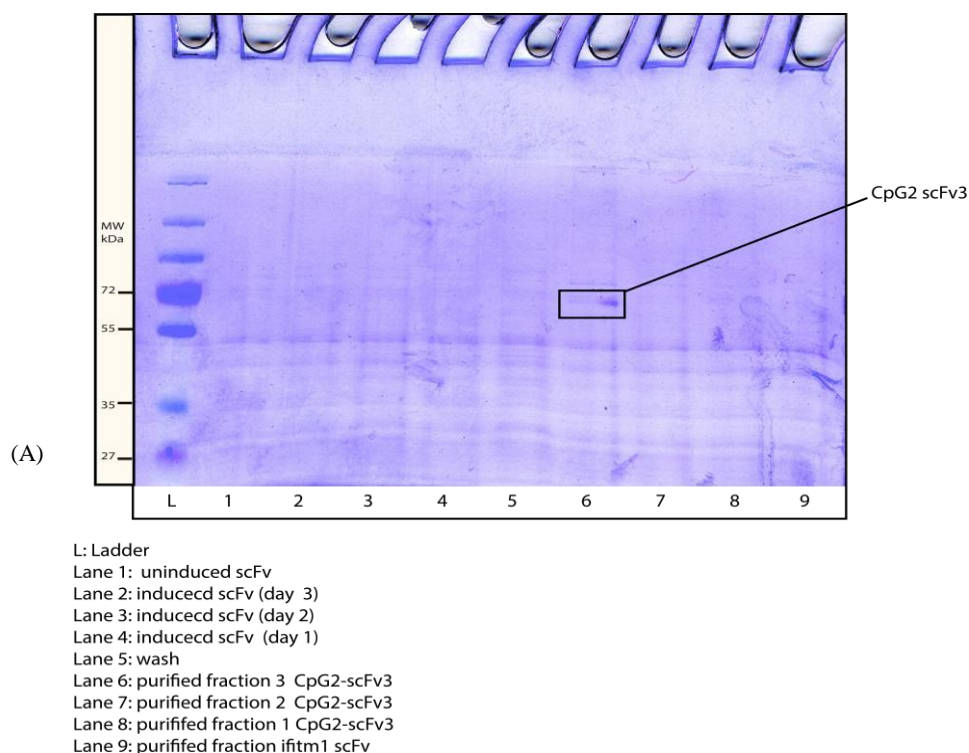 CpG2 scFv3
MW
kDa
72
55
35
27
(A)
L 1 2 3 4 5 6 7 8 9
L: Ladder
Lane 1: uninduced scFv
Lane 2: inducecd scFv (day 3)
Lane 3: inducecd scFv (day 2)
Lane 4: inducecd scFv (day 1)
Lane 5: wash
Lane 6: purified fraction 3 CpG2-scFv3
Lane 7: purified fraction 2 CpG2-scFv3
Lane 8: purififed fraction 1 CpG2-scFv3
Lane 9: purififed fraction ifitm1 scFv